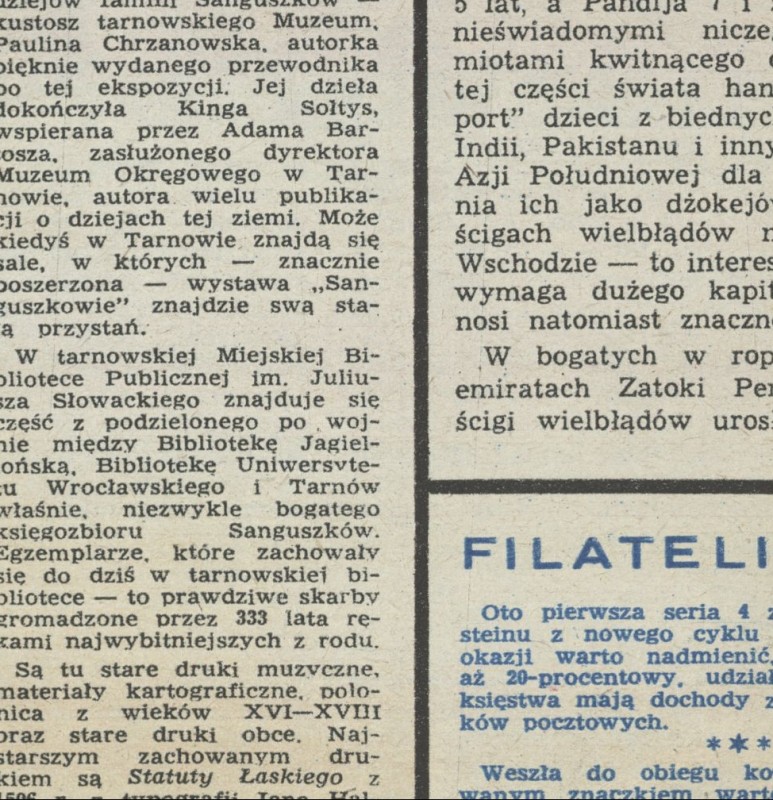 dziejów familii Sanguszków —
kustosz tarnowskiego Muzeum,
Paulina Chrzanowska, autorka
pięknie wydanego przewodnika
po tej ekspozycji. Jej dzieła
dokończyła Kinga Sołtys,
wspierana przez Adama Bar-
tosza, zasłużonego dyrektora
Muzeum Okręgowego w Tar-
nowie, autora wielu publika-
cji o dziejach tej ziemi. Może
kiedyś w Tarnowie znajdą się
sale, w których — znacznie
poszerzona — wystawa „San-
guszkowie” znajdzie swą sta-
łą przystań.
W tarnowskiej Miejskiej Bi-
bliotece Publicznej im. Juliu-
sza Słowackiego znajduje się
część z podzielonego po woj-
nie między Bibliotekę Jagiel-
lońską, Bibliotekę Uniwersyte-
tu Wrocławskiego i Tarnów
właśnie, niezwykle bogatego
księgozbioru Sanguszków.
Egzemplarze, które zachowały
się do dziś w tarnowskiej bi-
bliotece — to prawdziwe skarby
gromadzone przez 333 lata rę-
kami najwybitniejszych z rodu.
Są tu stare druki muzyczne,
materiały kartograficzne, polo-
nica z wieków XVI—XVIII
oraz stare druki obce. Naj-
starszym zachowanym dru-
kiem są Statuty Łaskiego z
1506 r. z typografii Jana Hal-
5 lat, a Pandija 7 i
nieświadomymi nicze
miotami kwitnącego
tej części świata han
port” dzieci z biednyc
Indii, Pakistanu i inny
Azji Południowej dla
nia ich jako dżokejów
ścigach wielbłądów n
Wschodzie — to interes
wymaga dużego kapit
nosi natomiast znaczn
W bogatych w rop
emiratach Zatoki Per
ścigi wielbłądów uros
FILATELI
Oto pierwsza seria 4 z
steinu z nowego cyklu
okazji warto nadmienić,
aż 20-procentowy, udział
księstwa mają dochody z
ków pocztowych.
***
Weszła do obiegu ko
wanym znaczkiem warto